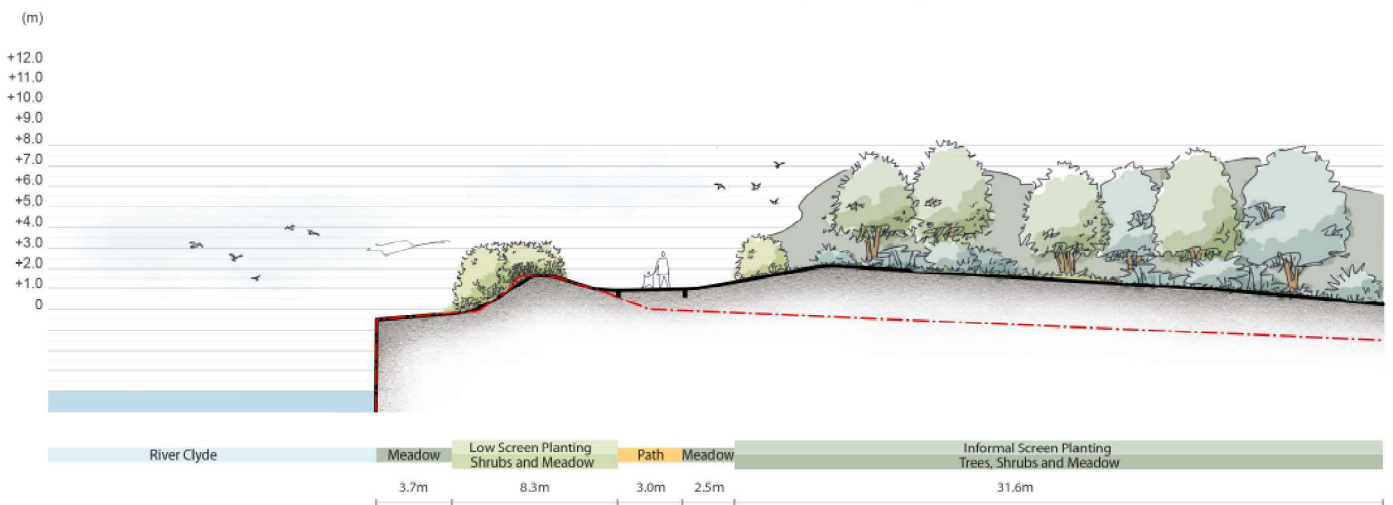 (m)
+12.0
+11.0
+10.0
+9.0
+8.0
+7.0
+6.0
+5.0
+4.0
+3.0
+2.0
+1.0
0
River Clyde
Meadow
Low Screen Planting
Shrubs and Meadow
Path
Meadow
Informal Screen Planting
Trees, Shrubs and Meadow
3.7m
8.3m
3.0m
2.5m
31.6m